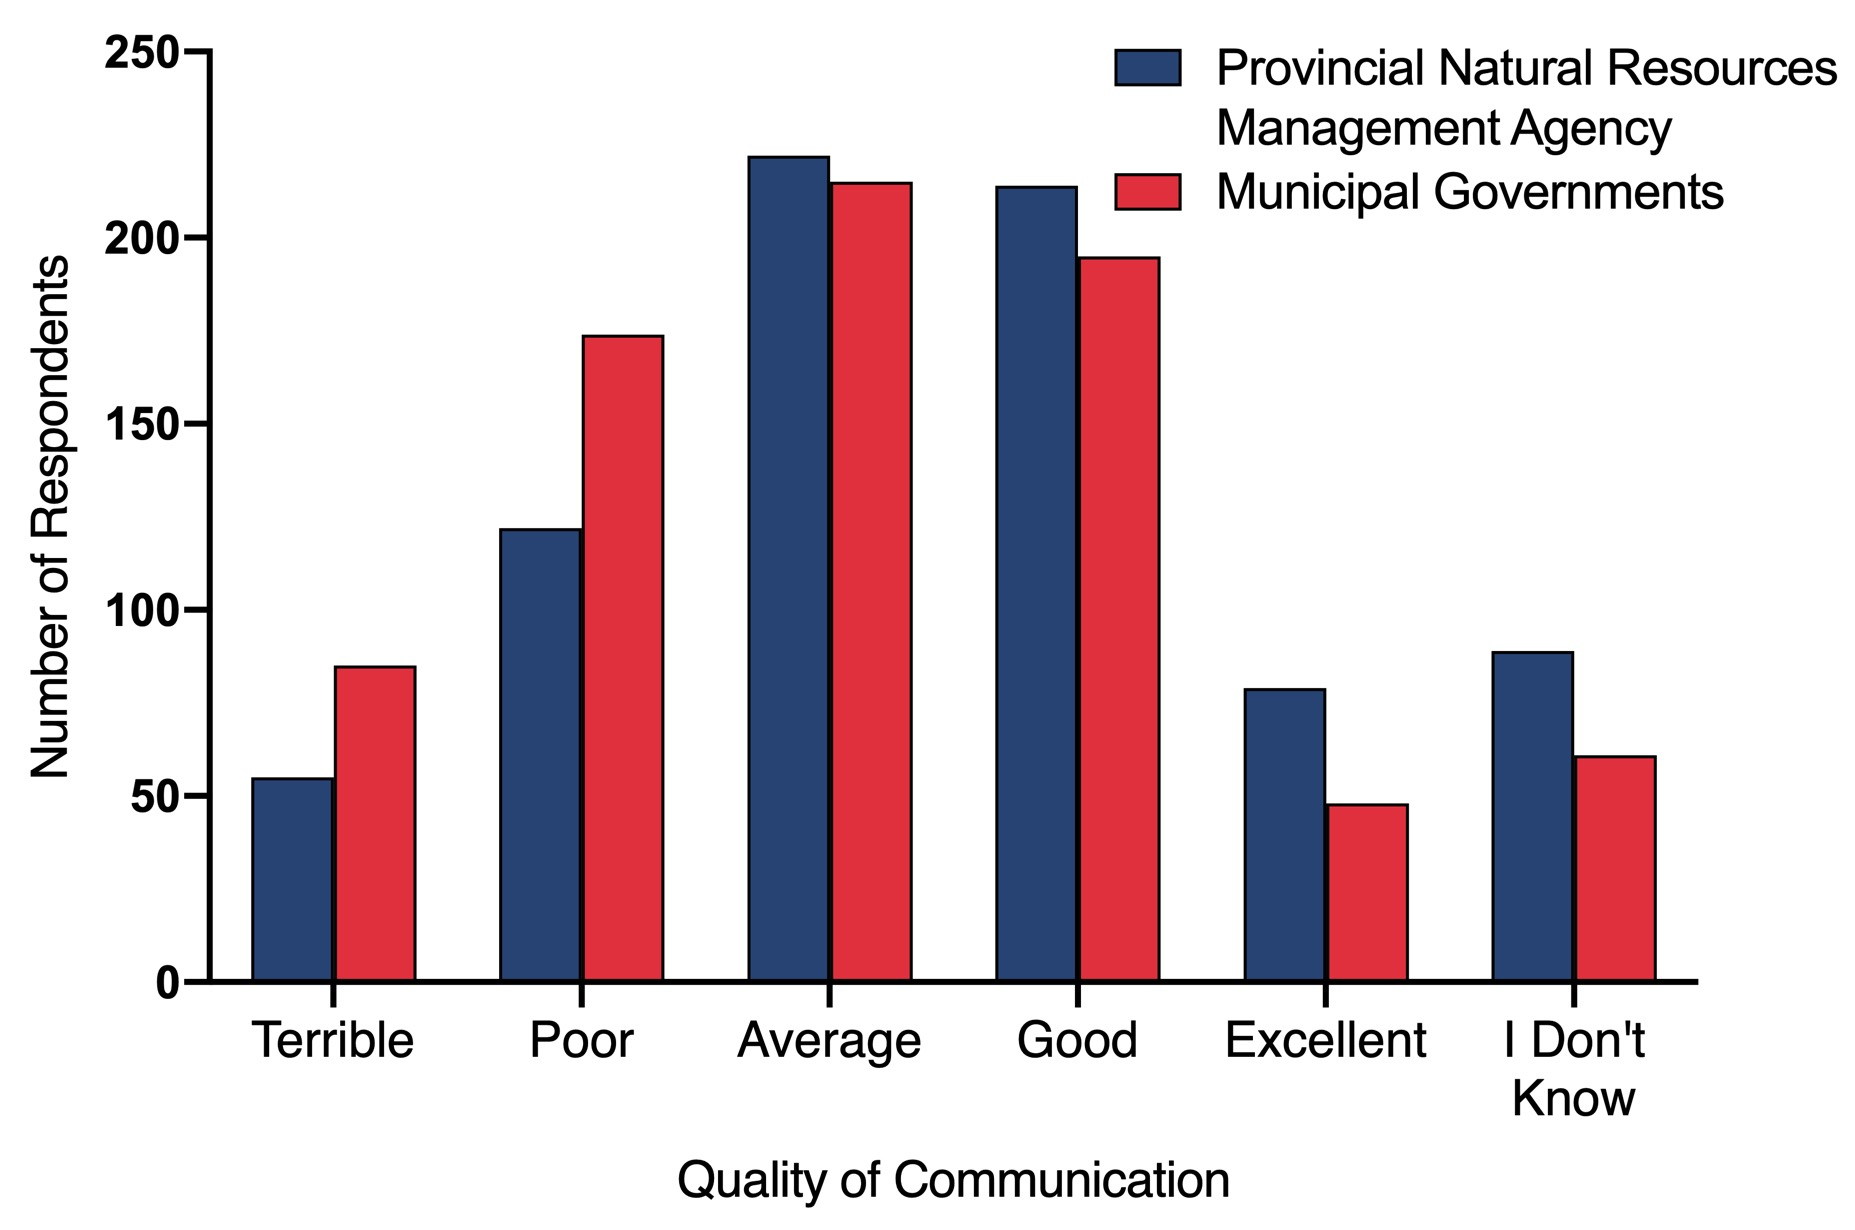 250
200
150
100
50
0
Number of Respondents
Provincial Natural Resources
Management Agency
Municipal Governments
Terrible
Poor
Average
Good
Excellent
I Don't
Know
Quality of Communication